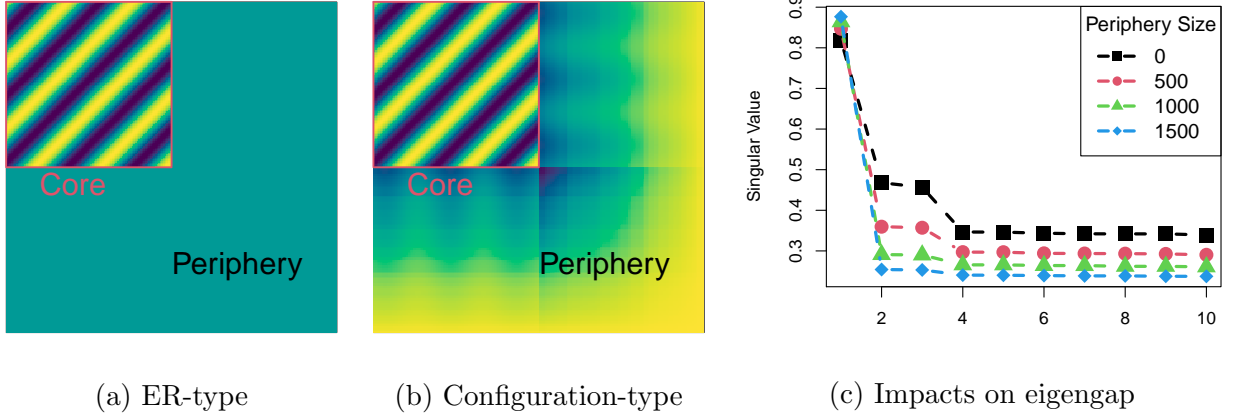 Core
Periphery
Core
Periphery
Singular Value
0.3 0.4 0.5 0.6 0.7 0.8 0.9
2 4 6 8 10
Periphery Size
0
500
1000
1500
(a) ER-type
(b) Configuration-type
(c) Impacts on eigengap